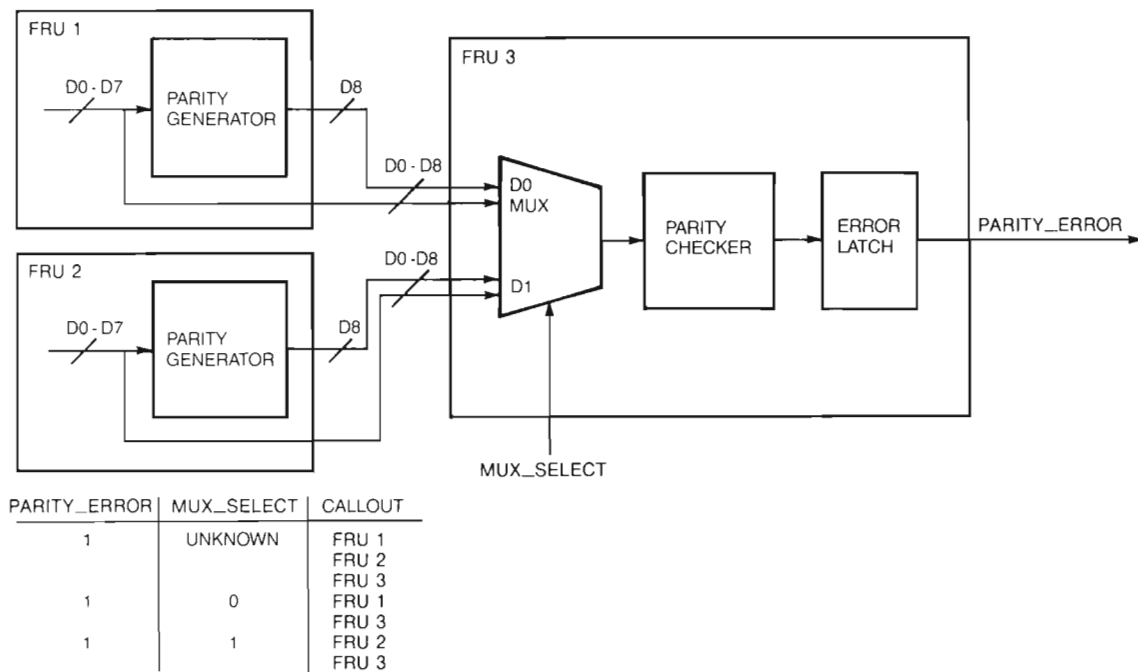 FRU 1
D0 - D7
PARITY
GENERATOR
D8
D0 - D8
FRU 2
D0 - D7
PARITY
GENERATOR
D8
D0 -D8
FRU 3
D0
MUX
D1
PARITY
CHECKER
ERROR
LATCH
PARITY_ERROR
MUX_SELECT
PARITY_ERROR MUX_SELECT CALLOUT
1 UNKNOWN FRU 1
FRU 2
FRU 3
1 0 FRU 1
FRU 3
1 1 FRU 2
FRU 3